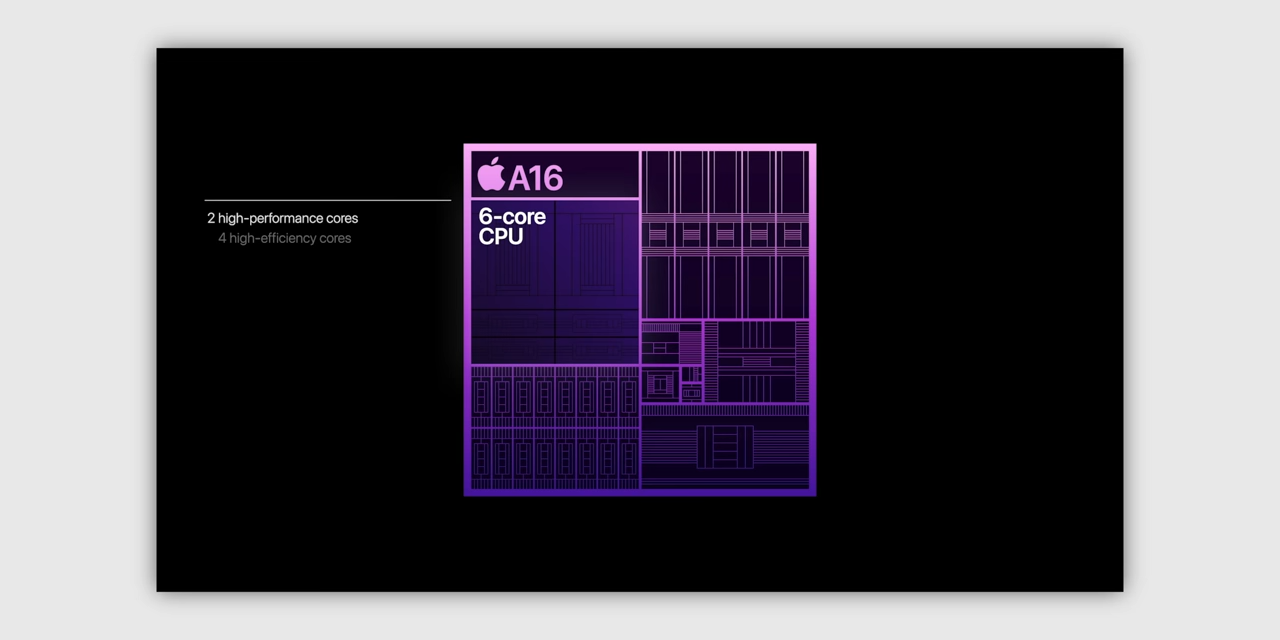 2 high-performance cores
4 high-efficiency cores
A16
6-core
CPU